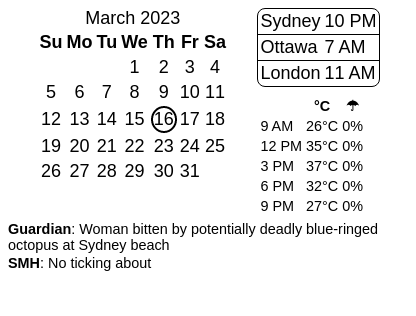 March 2023
Su Mo Tu We Th Fr Sa
1 2 3 4
5 6 7 8 9 10 11
12 13 14 15 16 17 18
19 20 21 22 23 24 25
26 27 28 29 30 31
Sydney 10 PM
Ottawa 7 AM
London 11 AM
°C ☂
9 AM 26°C 0%
12 PM 35°C 0%
3 PM 37°C 0%
6 PM 32°C 0%
9 PM 27°C 0%
Guardian: Woman bitten by potentially deadly blue-ringed
octopus at Sydney beach
SMH: No ticking about